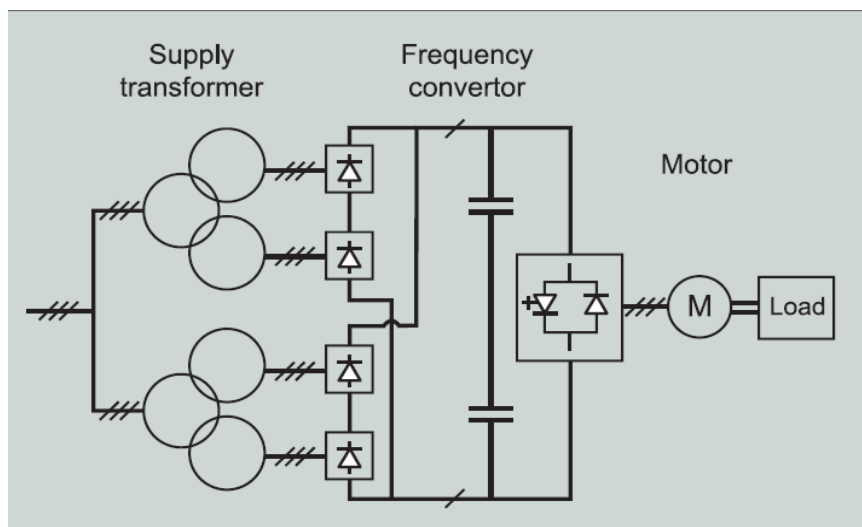 Supply
transformer
Frequency
convertor
Motor
M
Load